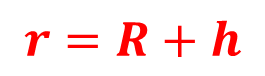 r = R + h